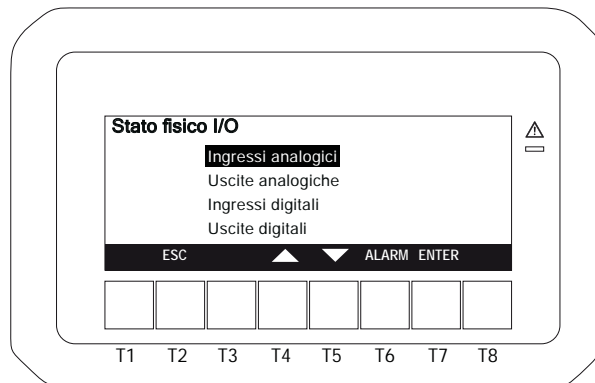 Stato fisico I/O
Ingressi analogici
Uscite analogiche
Ingressi digitali
Uscite digitali
ESC ALARM ENTER
T1 T2 T3 T4 T5 T6 T7 T8